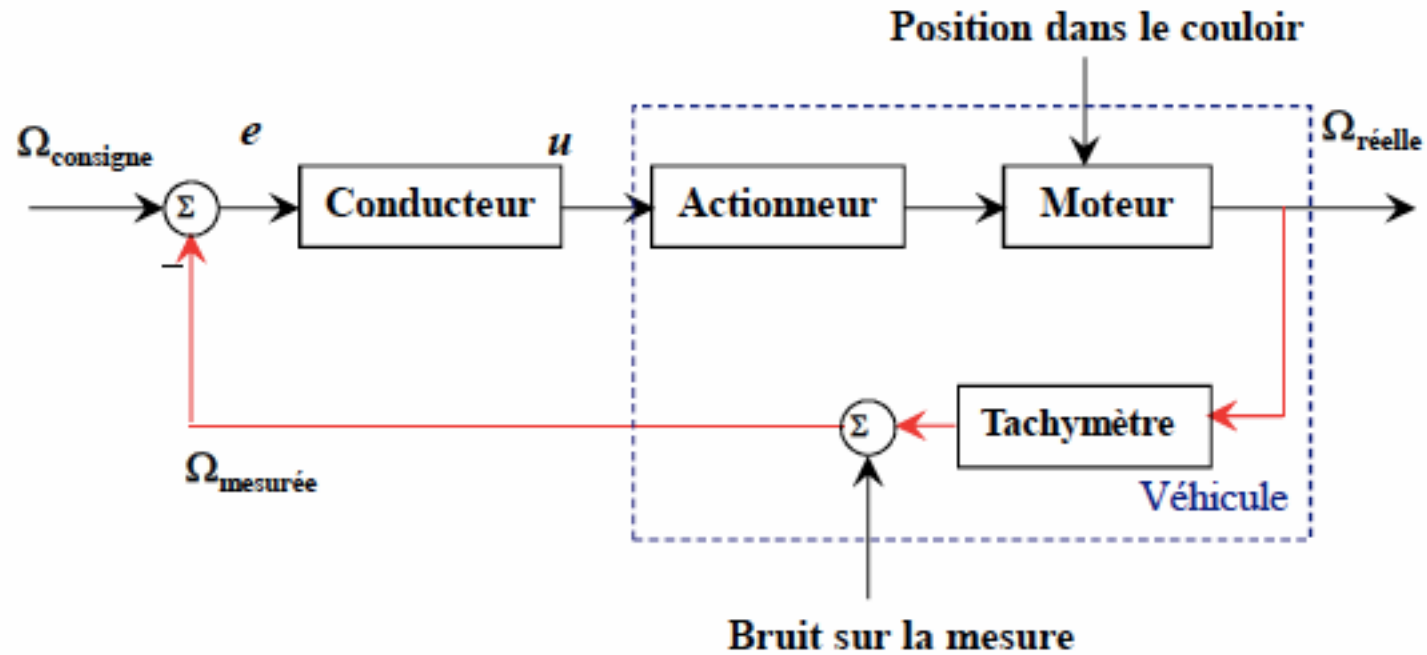 Position dans le couloir
Ωconsigne
e
u
Ωréelle
Σ
Conducteur
Actionneur
Moteur
–
Σ
Tachymètre
Ωmesurée
Véhicule
Bruit sur la mesure